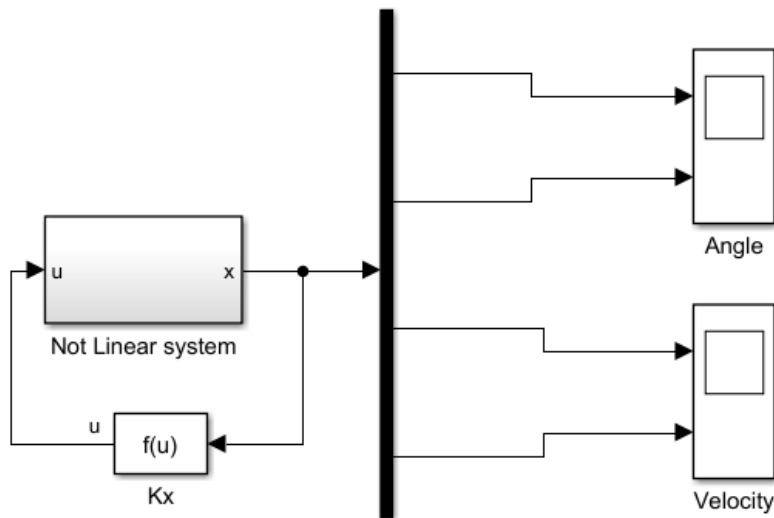 Angle
u
x
Not Linear system
u
f(u)
Kx
Velocity